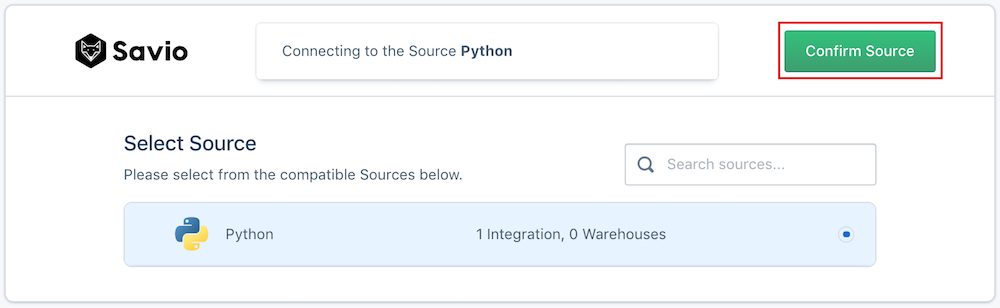 Savio
Connecting to the Source Python
Confirm Source
Select Source
Please select from the compatible Sources below.
Search sources...
Python
1 Integration, 0 Warehouses